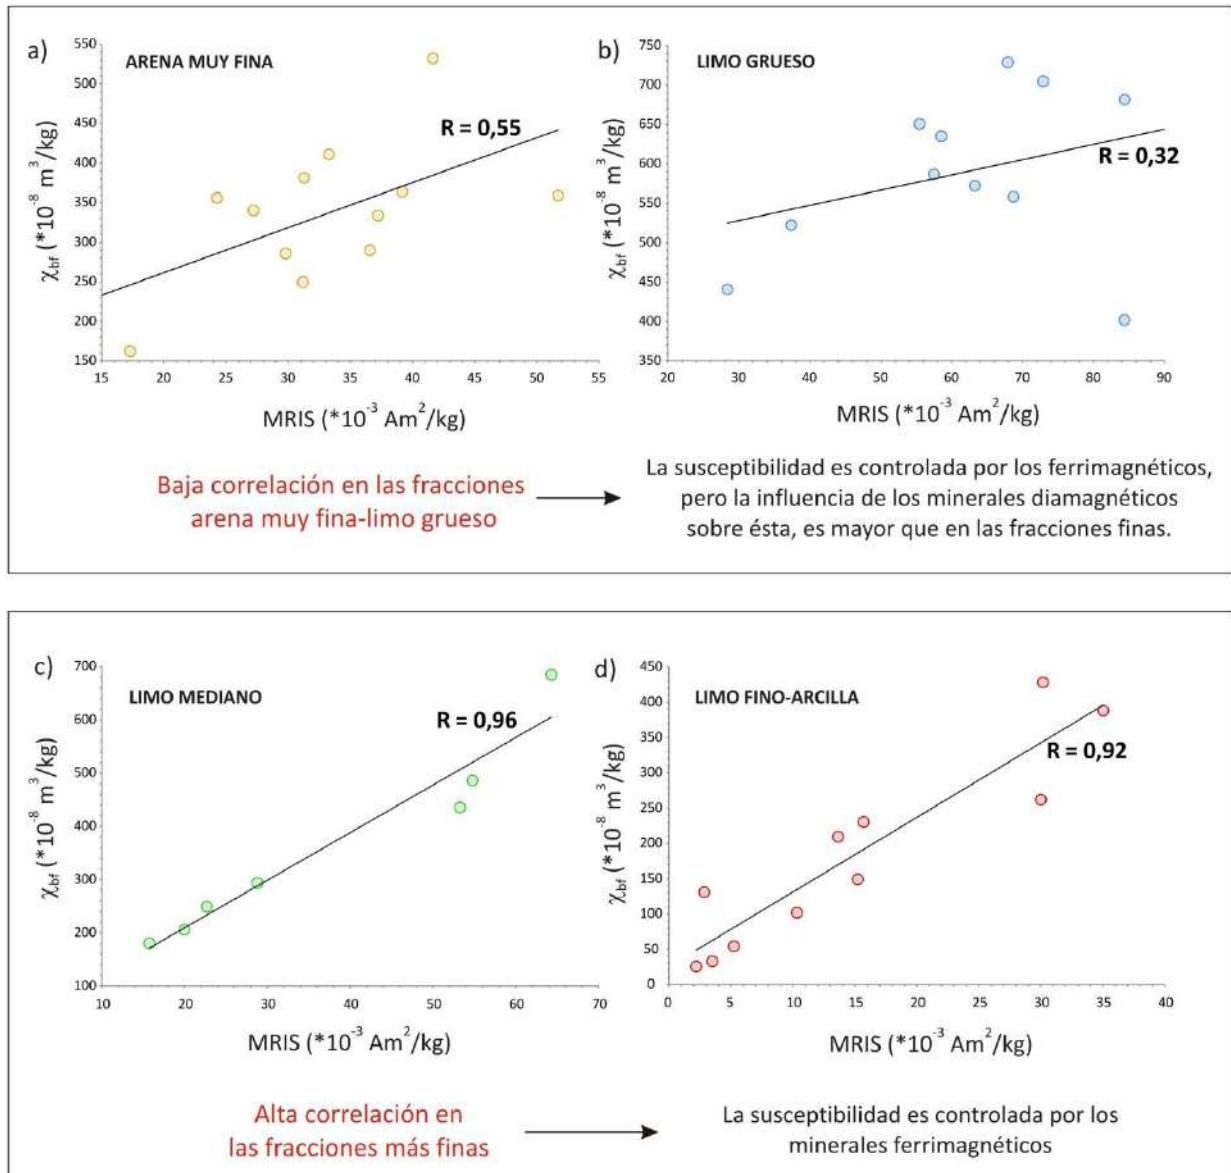 a)
ARENA MUY FINA
R = 0,55
χbf (*10⁻⁸ m³/kg)
550
500
450
400
350
300
250
200
150
15
20
25
30
35
40
45
50
55
MRIS (*10⁻³ Am²/kg)
b)
LIMO GRUESO
R = 0,32
χbf (*10⁻⁸ m³/kg)
750
700
650
600
550
500
450
400
350
20
30
40
50
60
70
80
90
MRIS (*10⁻³ Am²/kg)
Baja correlación en las fracciones
arena muy fina-limo grueso
La susceptibilidad es controlada por los ferrimagnéticos,
pero la influencia de los minerales diamagnéticos
sobre ésta, es mayor que en las fracciones finas.
c)
LIMO MEDIANO
R = 0,96
χbf (*10⁻⁸ m³/kg)
700
600
500
400
300
200
100
10
20
30
40
50
60
70
MRIS (*10⁻³ Am²/kg)
d)
LIMO FINO-ARCILLA
R = 0,92
χbf (*10⁻⁸ m³/kg)
450
400
350
300
250
200
150
100
50
0
0
5
10
15
20
25
30
35
40
MRIS (*10⁻³ Am²/kg)
Alta correlación en
las fracciones más finas
La susceptibilidad es controlada por los
minerales ferrimagnéticos